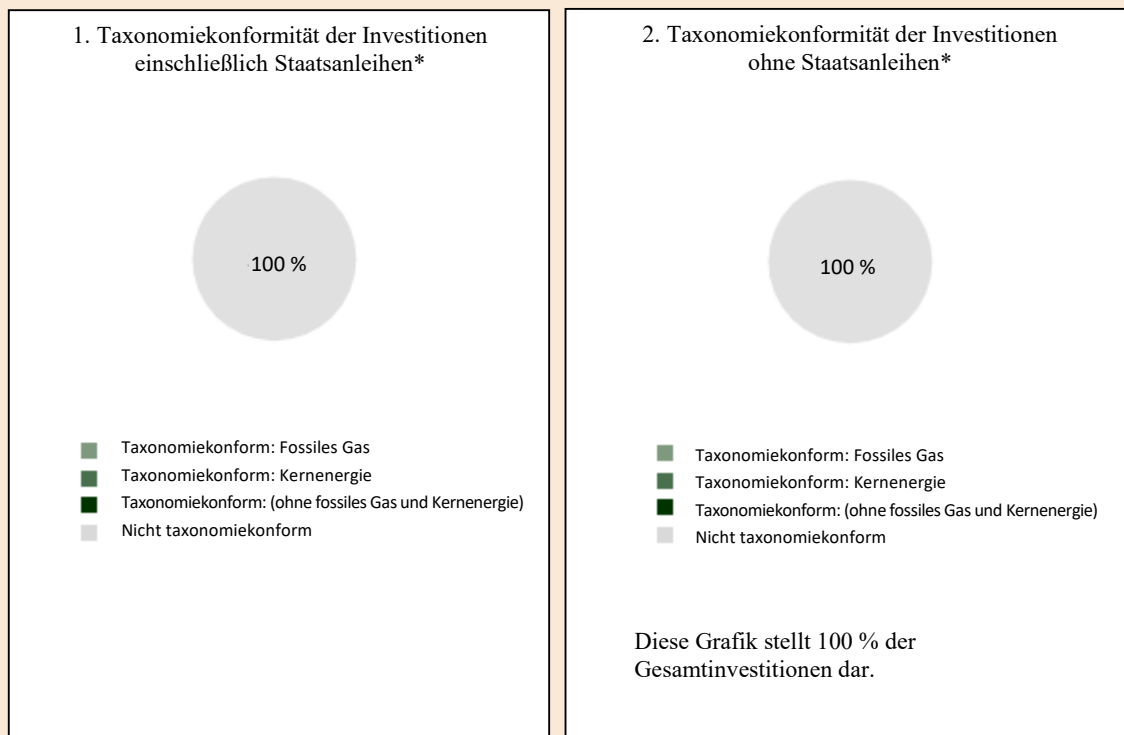 1. Taxonomiekonformität der Investitionen
einschließlich Staatsanleihen*
100 %
Taxonomiekonform: Fossiles Gas
Taxonomiekonform: Kernenergie
Taxonomiekonform: (ohne fossiles Gas und Kernenergie)
Nicht taxonomiekonform
2. Taxonomiekonformität der Investitionen
ohne Staatsanleihen*
100 %
Taxonomiekonform: Fossiles Gas
Taxonomiekonform: Kernenergie
Taxonomiekonform: (ohne fossiles Gas und Kernenergie)
Nicht taxonomiekonform
Diese Grafik stellt 100 % der
Gesamtinvestitionen dar.